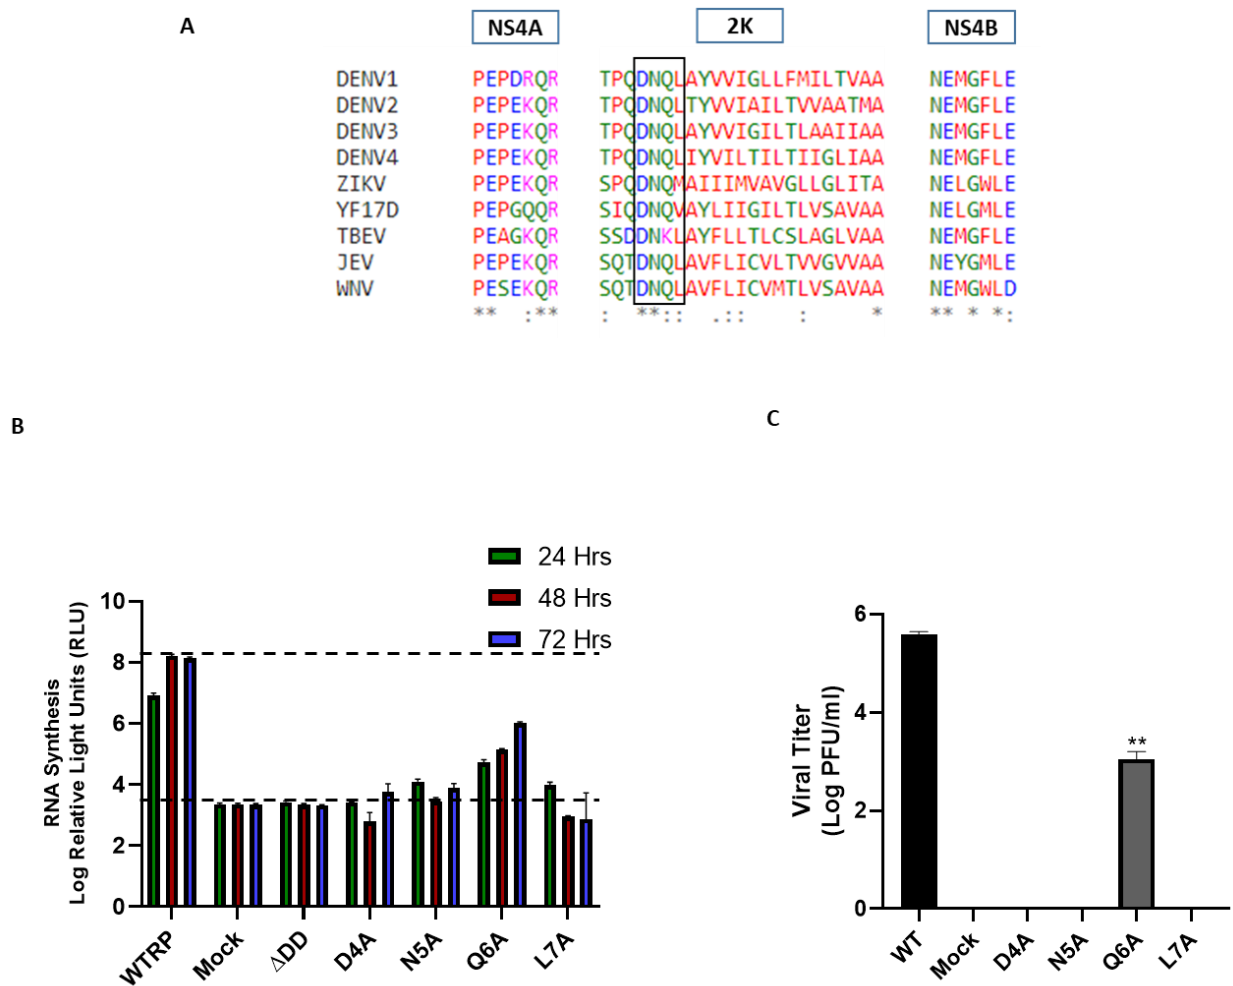 A
NS4A 2K NS4B
DENV1 PEPDRQR TPQDNQLAYVVIGLLFMILTVAA NEMGFLE
DENV2 PEPEKQR TPQDNQLTYVVIAILTVVAATMA NEMGFLE
DENV3 PEPEKQR TPQDNQLAYVVIGILTLAAIIAA NEMGFLE
DENV4 PEPEKQR TPQDNQLIYVILTILTIIGLIAA NEMGFLE
ZIKV PEPEKQR SPQDNQMAIIIMVAVGLLGLITA NELGWLE
YF17D PEPGQQR SIQDNQVAYLIIGILTLVSAVAA NELGMLE
TBEV PEAGKQR SSDDNKLAYFLLTLCSLAGLVAA NEMGFLE
JEV PEPEKQR SQTDNQLAVFLICVLTVVGVVAA NEYGMLE
WNV PESEKQR SQTDNQLAVFLICVMTLVSAVAA NEMGWLD
** :** : **:: .:: : * ** * *:
B
24 Hrs
48 Hrs
72 Hrs
RNA Synthesis
Log Relative Light Units (RLU)
10
8
6
4
2
0
WTRP Mock ΔDD D4A N5A Q6A L7A
C
Viral Titer
(Log PFU/ml)
6
4
2
0
**
WT Mock D4A N5A Q6A L7A